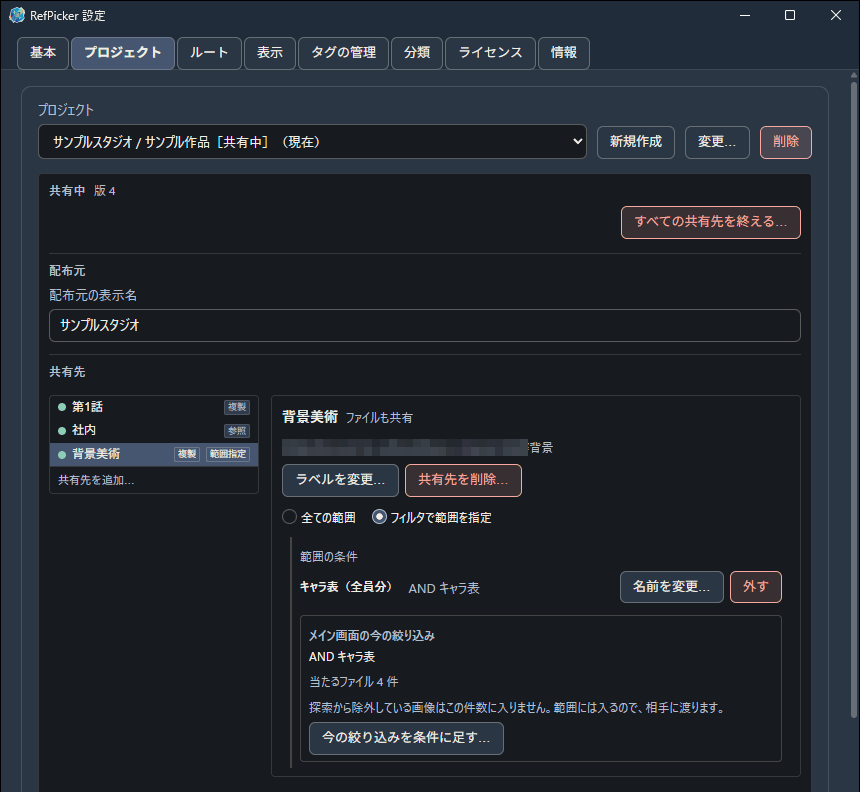 RefPicker 設定
基本 プロジェクト ルート 表示 タグの管理 分類 ライセンス 情報
プロジェクト
サンプルスタジオ / サンプル作品［共有中］（現在） 新規作成 変更... 削除
共有中 版 4
すべての共有先を終える...
配布元
配布元の表示名
サンプルスタジオ
共有先
第1話 複製
社内 参照
背景美術 複製 範囲指定
共有先を追加...
背景美術 ファイルも共有
背景
ラベルを変更... 共有先を削除...
全ての範囲 フィルタで範囲を指定
範囲の条件
キャラ表（全員分） AND キャラ表 名前を変更... 外す
メイン画面の今の絞り込み
AND キャラ表
当たるファイル 4 件
探索から除外している画像はこの件数に入りません。範囲には入るので、相手に渡ります。
今の絞り込みを条件に足す...